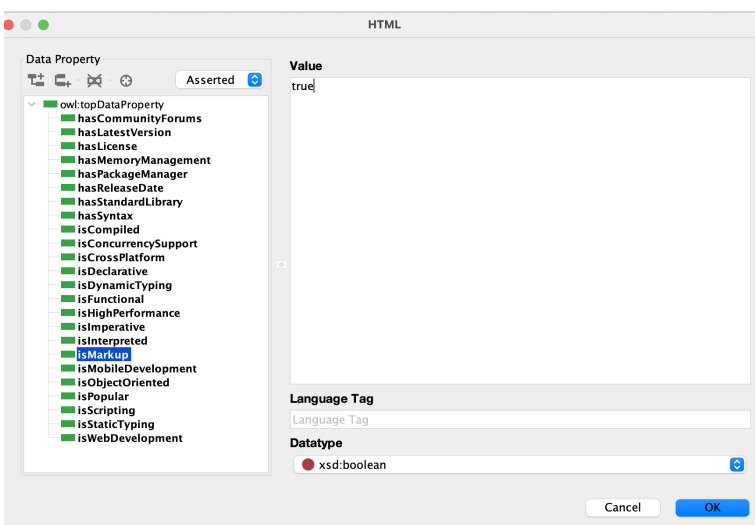 HTML
Data Property
Asserted
owl:topDataProperty
hasCommunityForums
hasLatestVersion
hasLicense
hasMemoryManagement
hasPackageManager
hasReleaseDate
hasStandardLibrary
hasSyntax
isCompiled
isConcurrencySupport
isCrossPlatform
isDeclarative
isDynamicTyping
isFunctional
isHighPerformance
isImperative
isInterpreted
isMarkup
isMobileDevelopment
isObjectOriented
isPopular
isScripting
isStaticTyping
isWebDevelopment
Value
true
Language Tag
Language Tag
Datatype
xsd:boolean
Cancel
OK